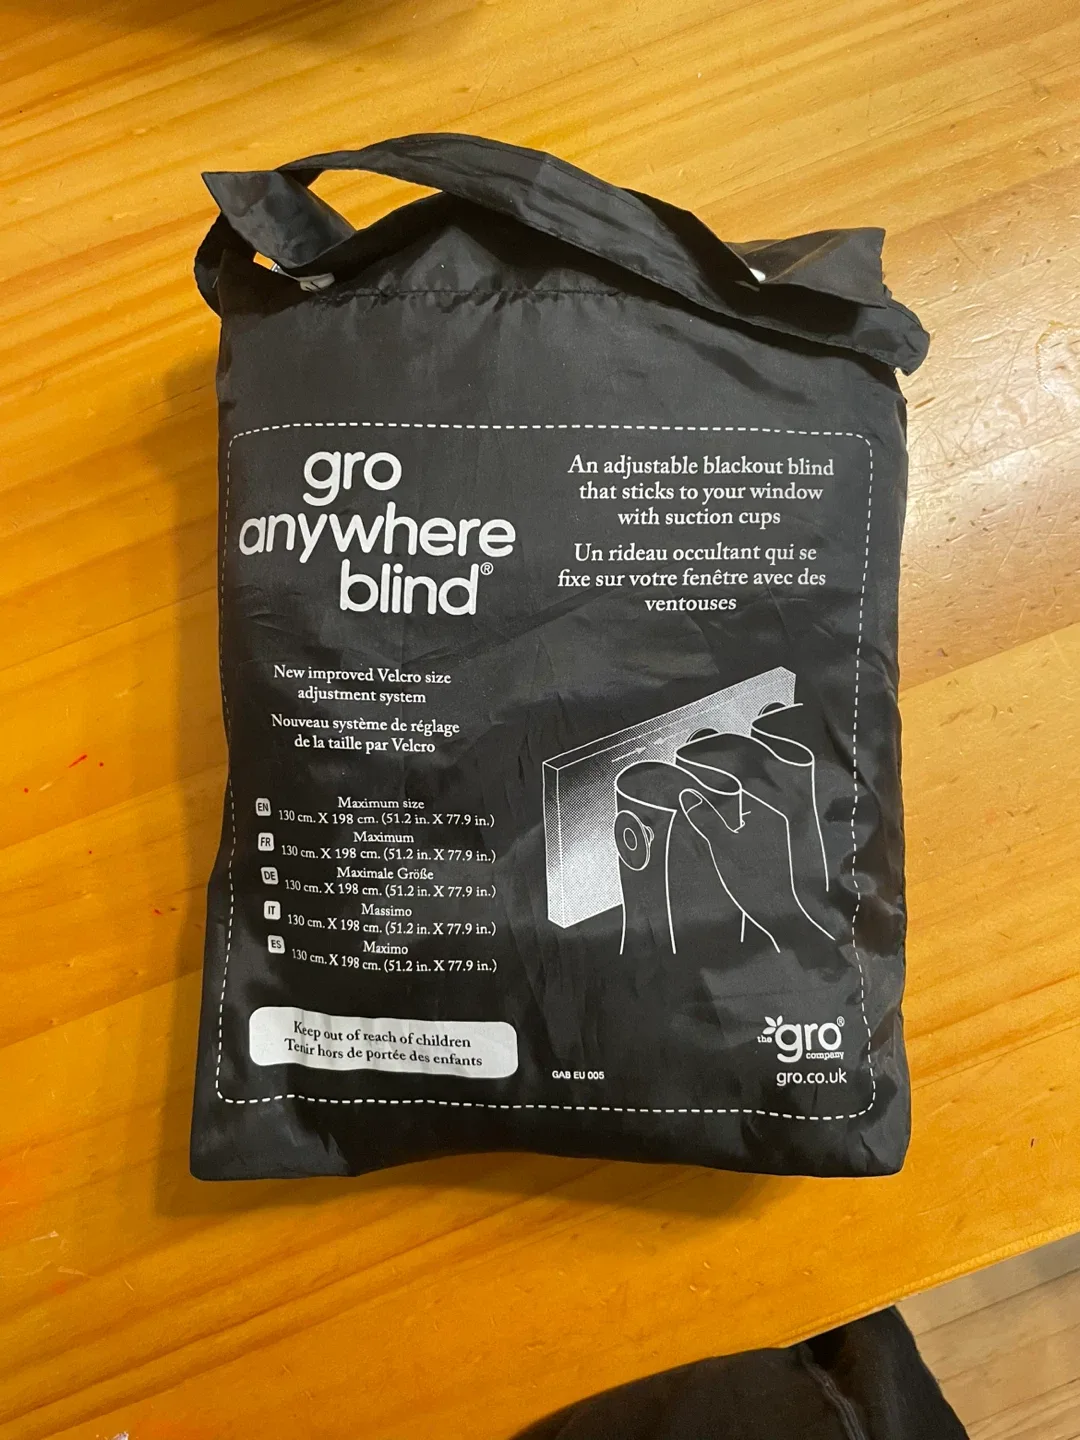 gro
anywhere
blind®
An adjustable blackout blind
that sticks to your window
with suction cups
Un rideau occultant qui se
fixe sur votre fenêtre avec des
ventouses
New improved Velcro size
adjustment system
Nouveau système de réglage
de la taille par Velcro
EN Maximum size
130 cm. X 198 cm. (51.2 in. X 77.9 in.)
FR Maximum
130 cm. X 198 cm. (51.2 in. X 77.9 in.)
DE Maximale Größe
130 cm. X 198 cm. (51.2 in. X 77.9 in.)
IT Massimo
130 cm. X 198 cm. (51.2 in. X 77.9 in.)
ES Maximo
130 cm. X 198 cm. (51.2 in. X 77.9 in.)
Keep out of reach of children
Tenir hors de portée des enfants
GAB EU 005
the gro®
company
gro.co.uk